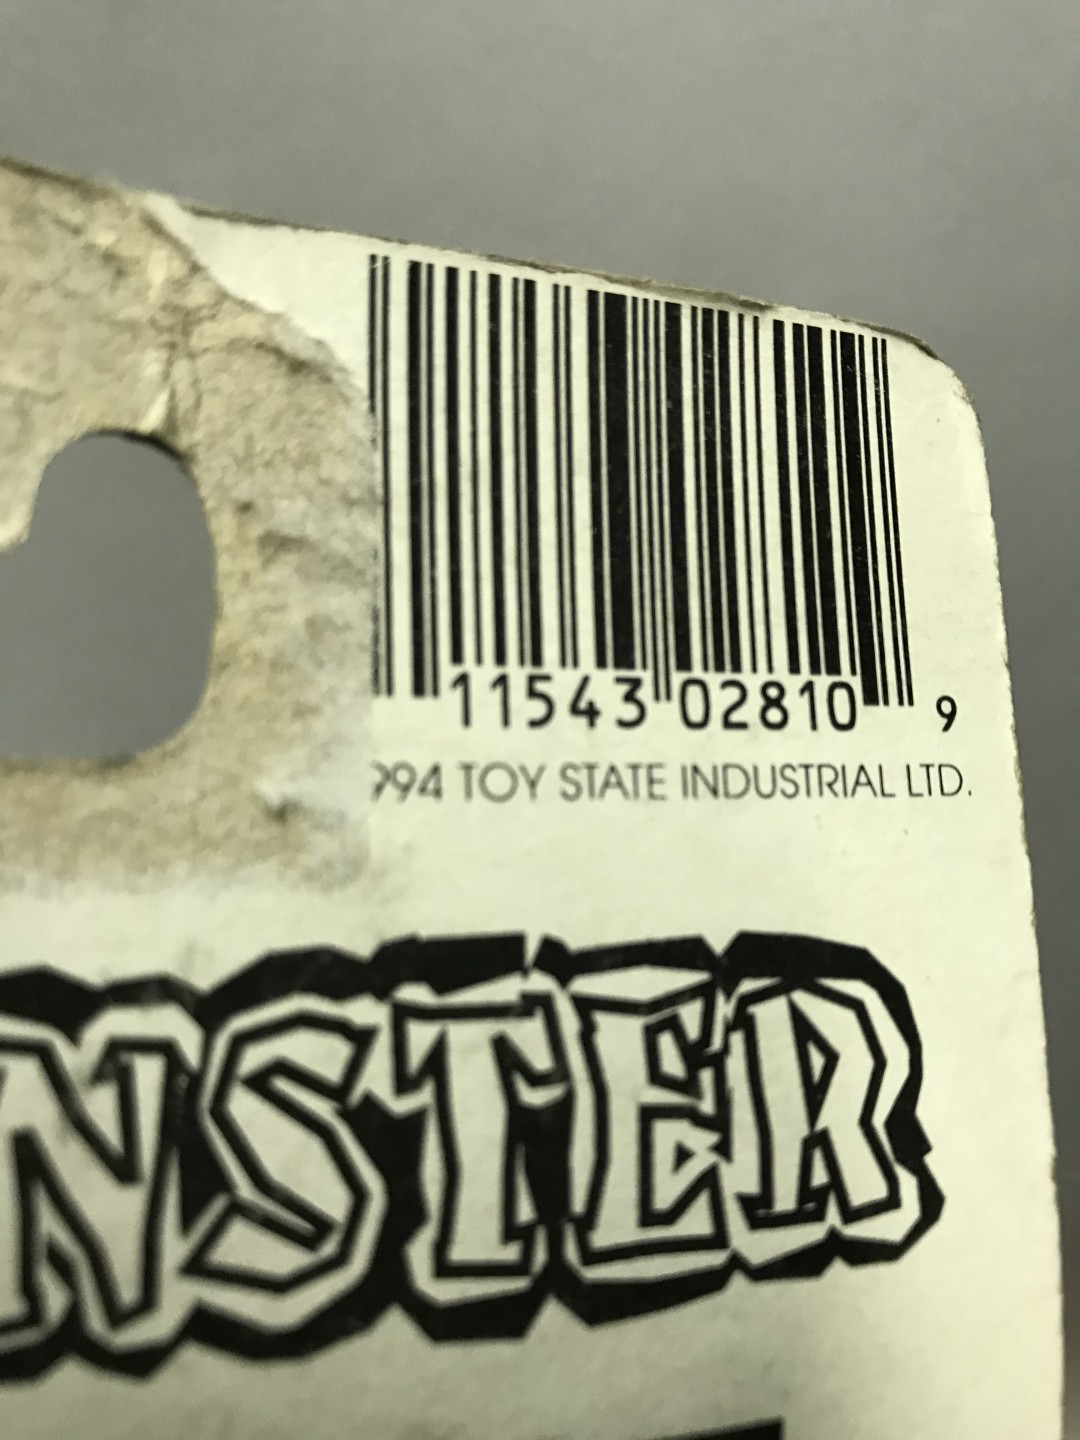 11543 02810 9
994 TOY STATE INDUSTRIAL LTD.
NSTER